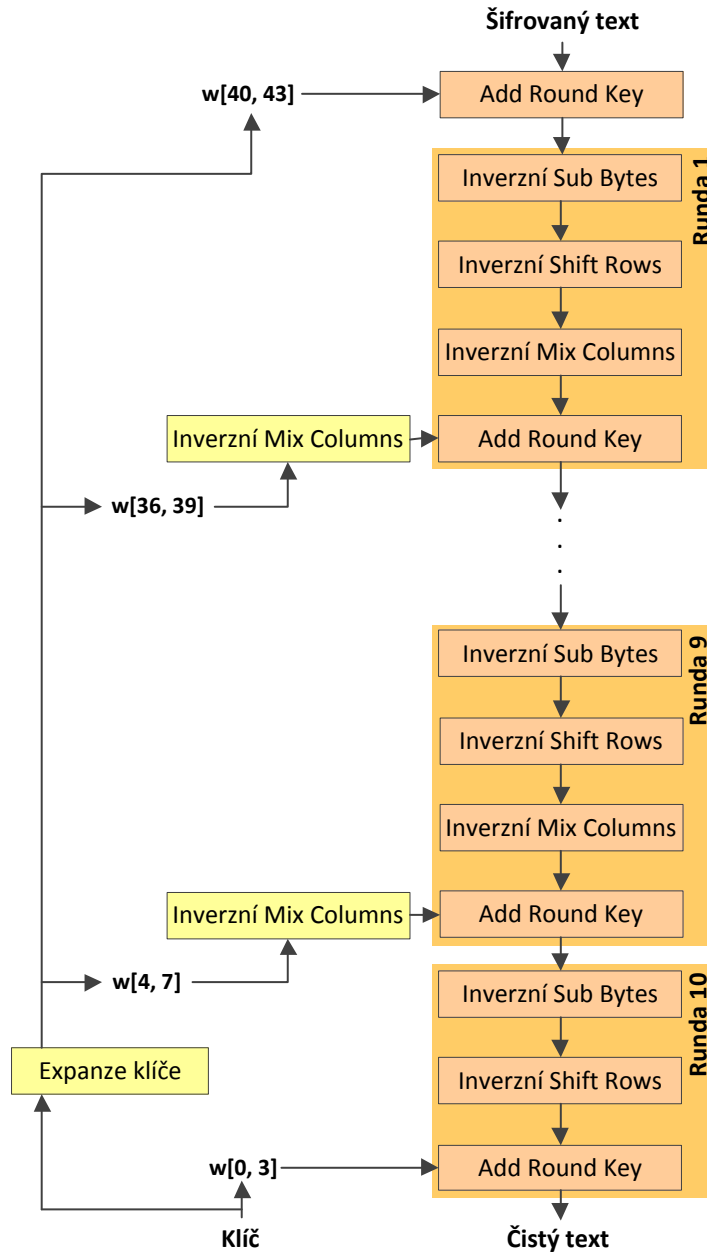 Šifrovaný text
w[40, 43]
Add Round Key
Runda 1
Inverzní Sub Bytes
Inverzní Shift Rows
Inverzní Mix Columns
Inverzní Mix Columns
Add Round Key
w[36, 39]
.
.
.
Runda 9
Inverzní Sub Bytes
Inverzní Shift Rows
Inverzní Mix Columns
Inverzní Mix Columns
Add Round Key
w[4, 7]
Runda 10
Inverzní Sub Bytes
Expanze klíče
Inverzní Shift Rows
w[0, 3]
Add Round Key
Klíč
Čistý text